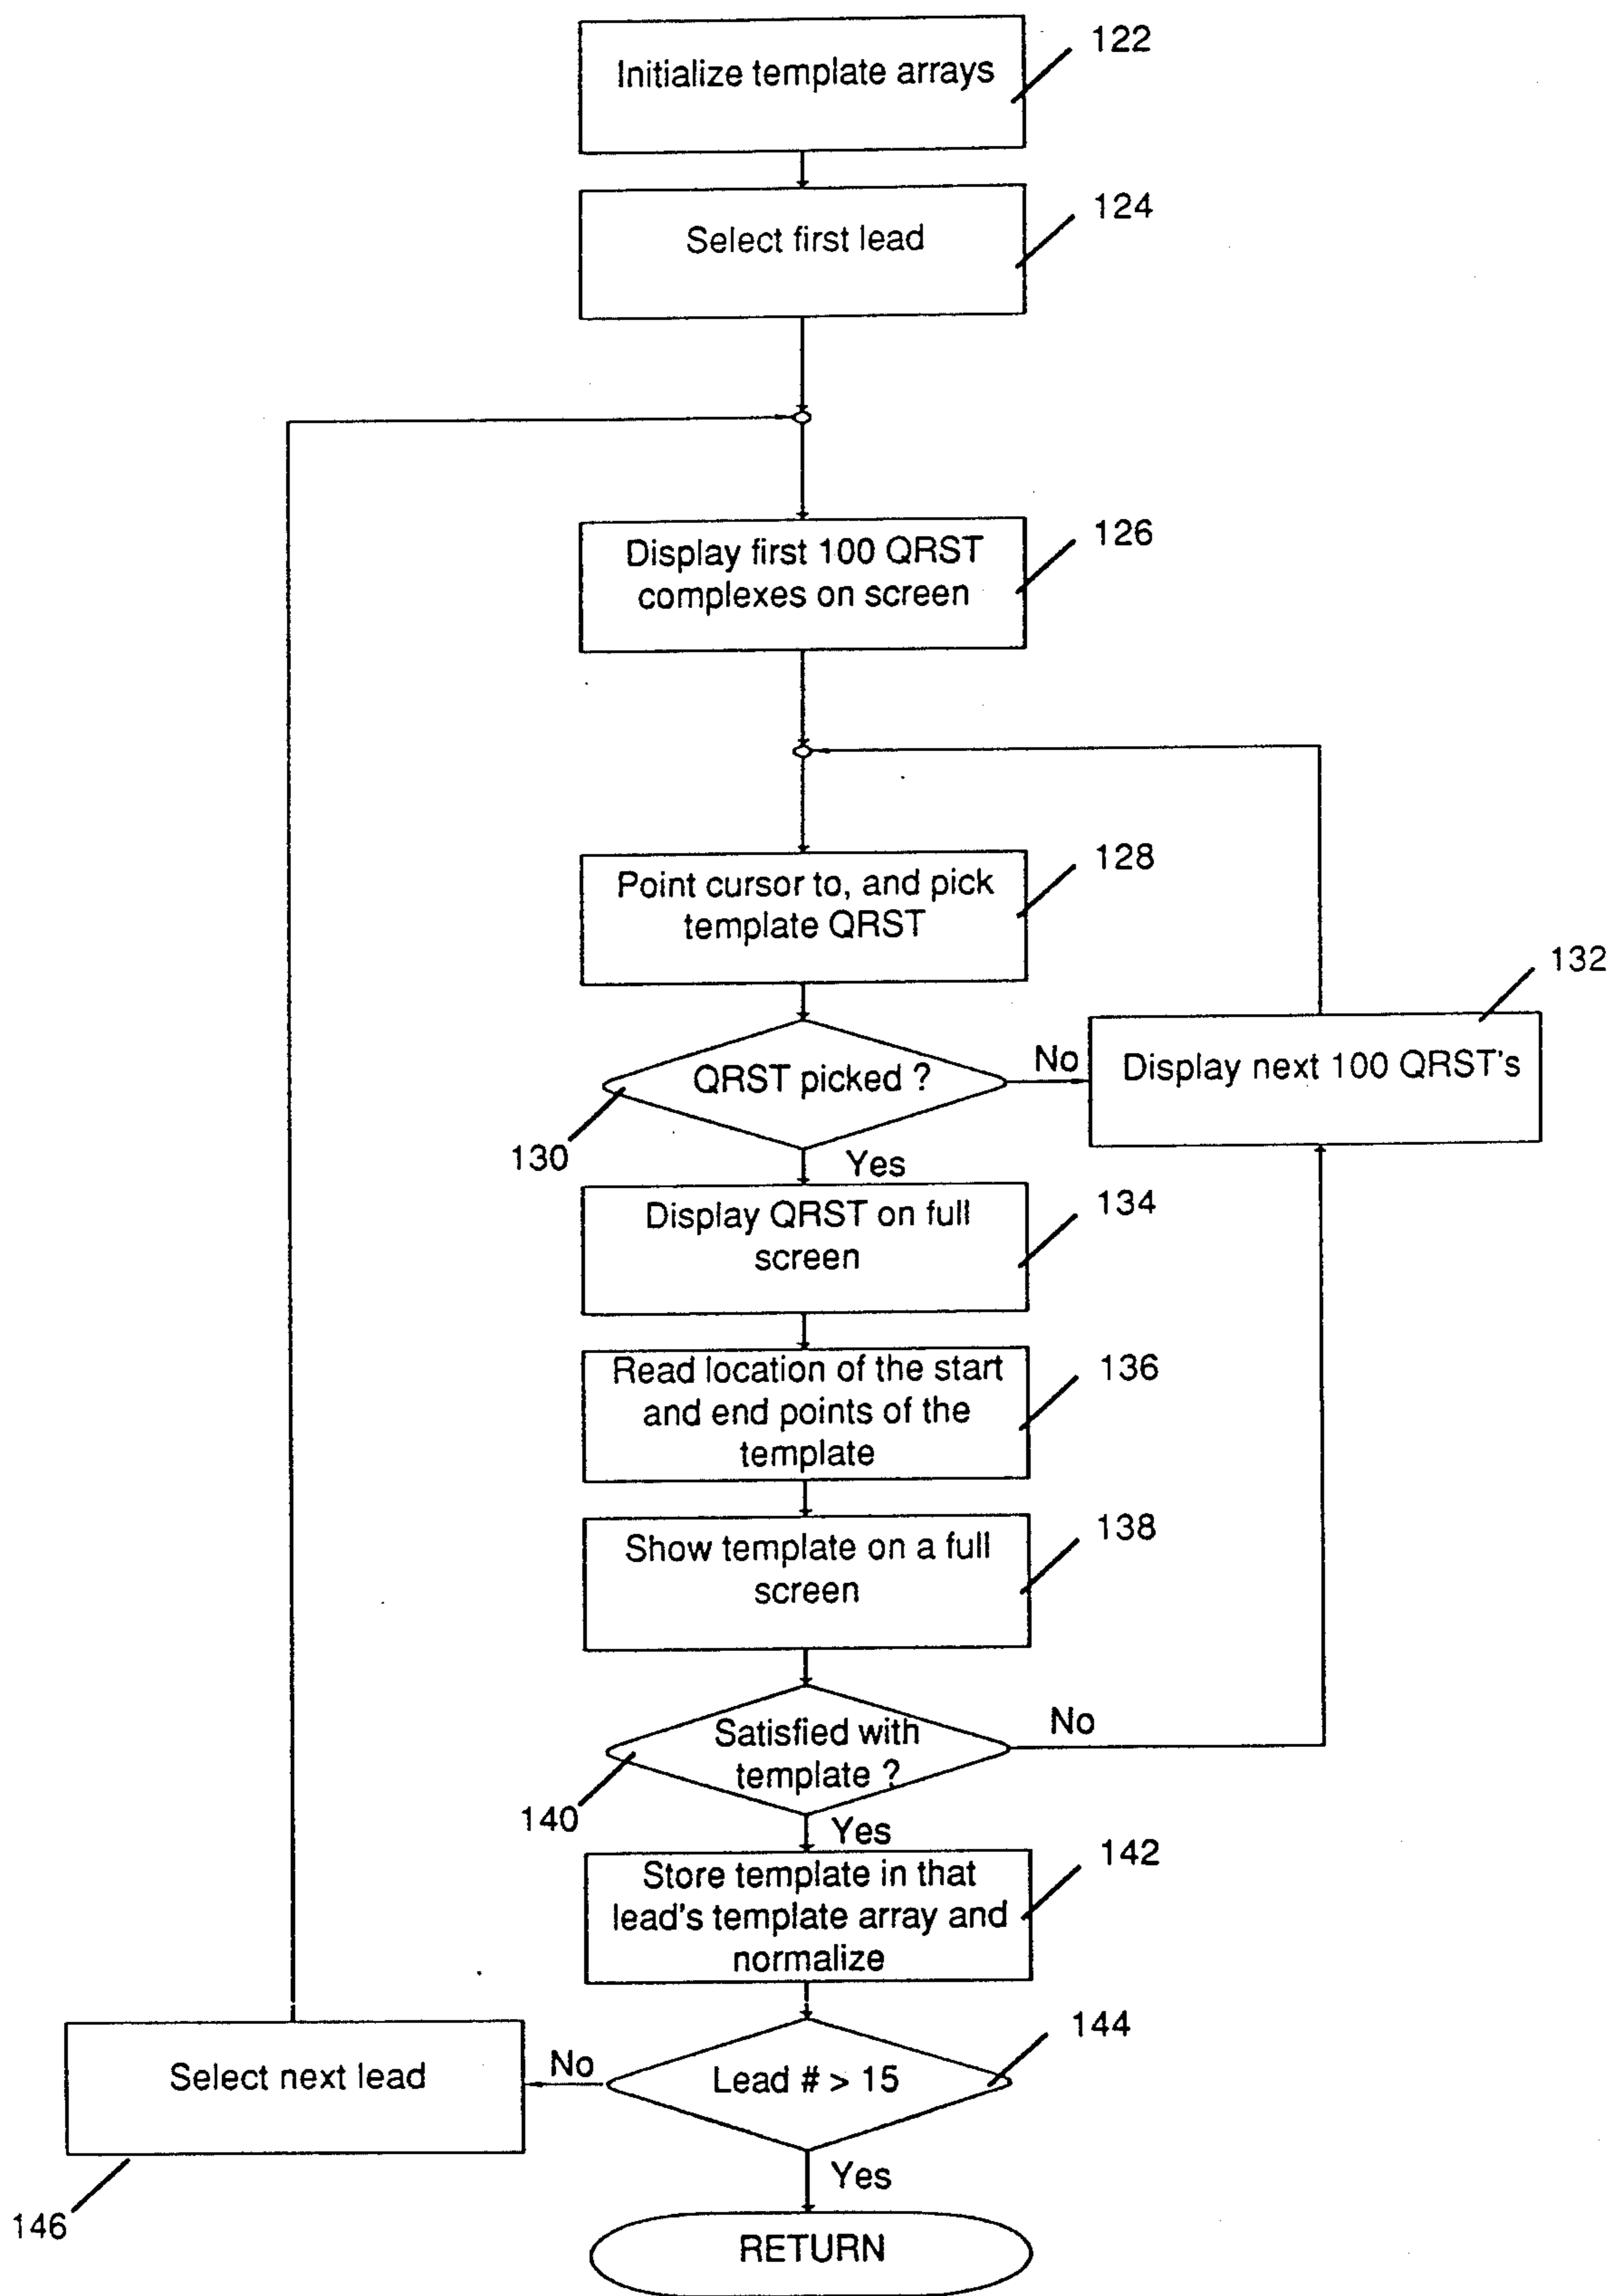 Initialize template arrays
122
Select first lead
124
Display first 100 QRST
complexes on screen
126
Point cursor to, and pick
template QRST
128
QRST picked ?
130
No
Display next 100 QRST's
132
Yes
Display QRST on full
screen
134
Read location of the start
and end points of the
template
136
Show template on a full
screen
138
Satisfied with
template ?
140
No
Yes
Store template in that
lead's template array and
normalize
142
Lead # > 15
144
No
Select next lead
146
Yes
RETURN